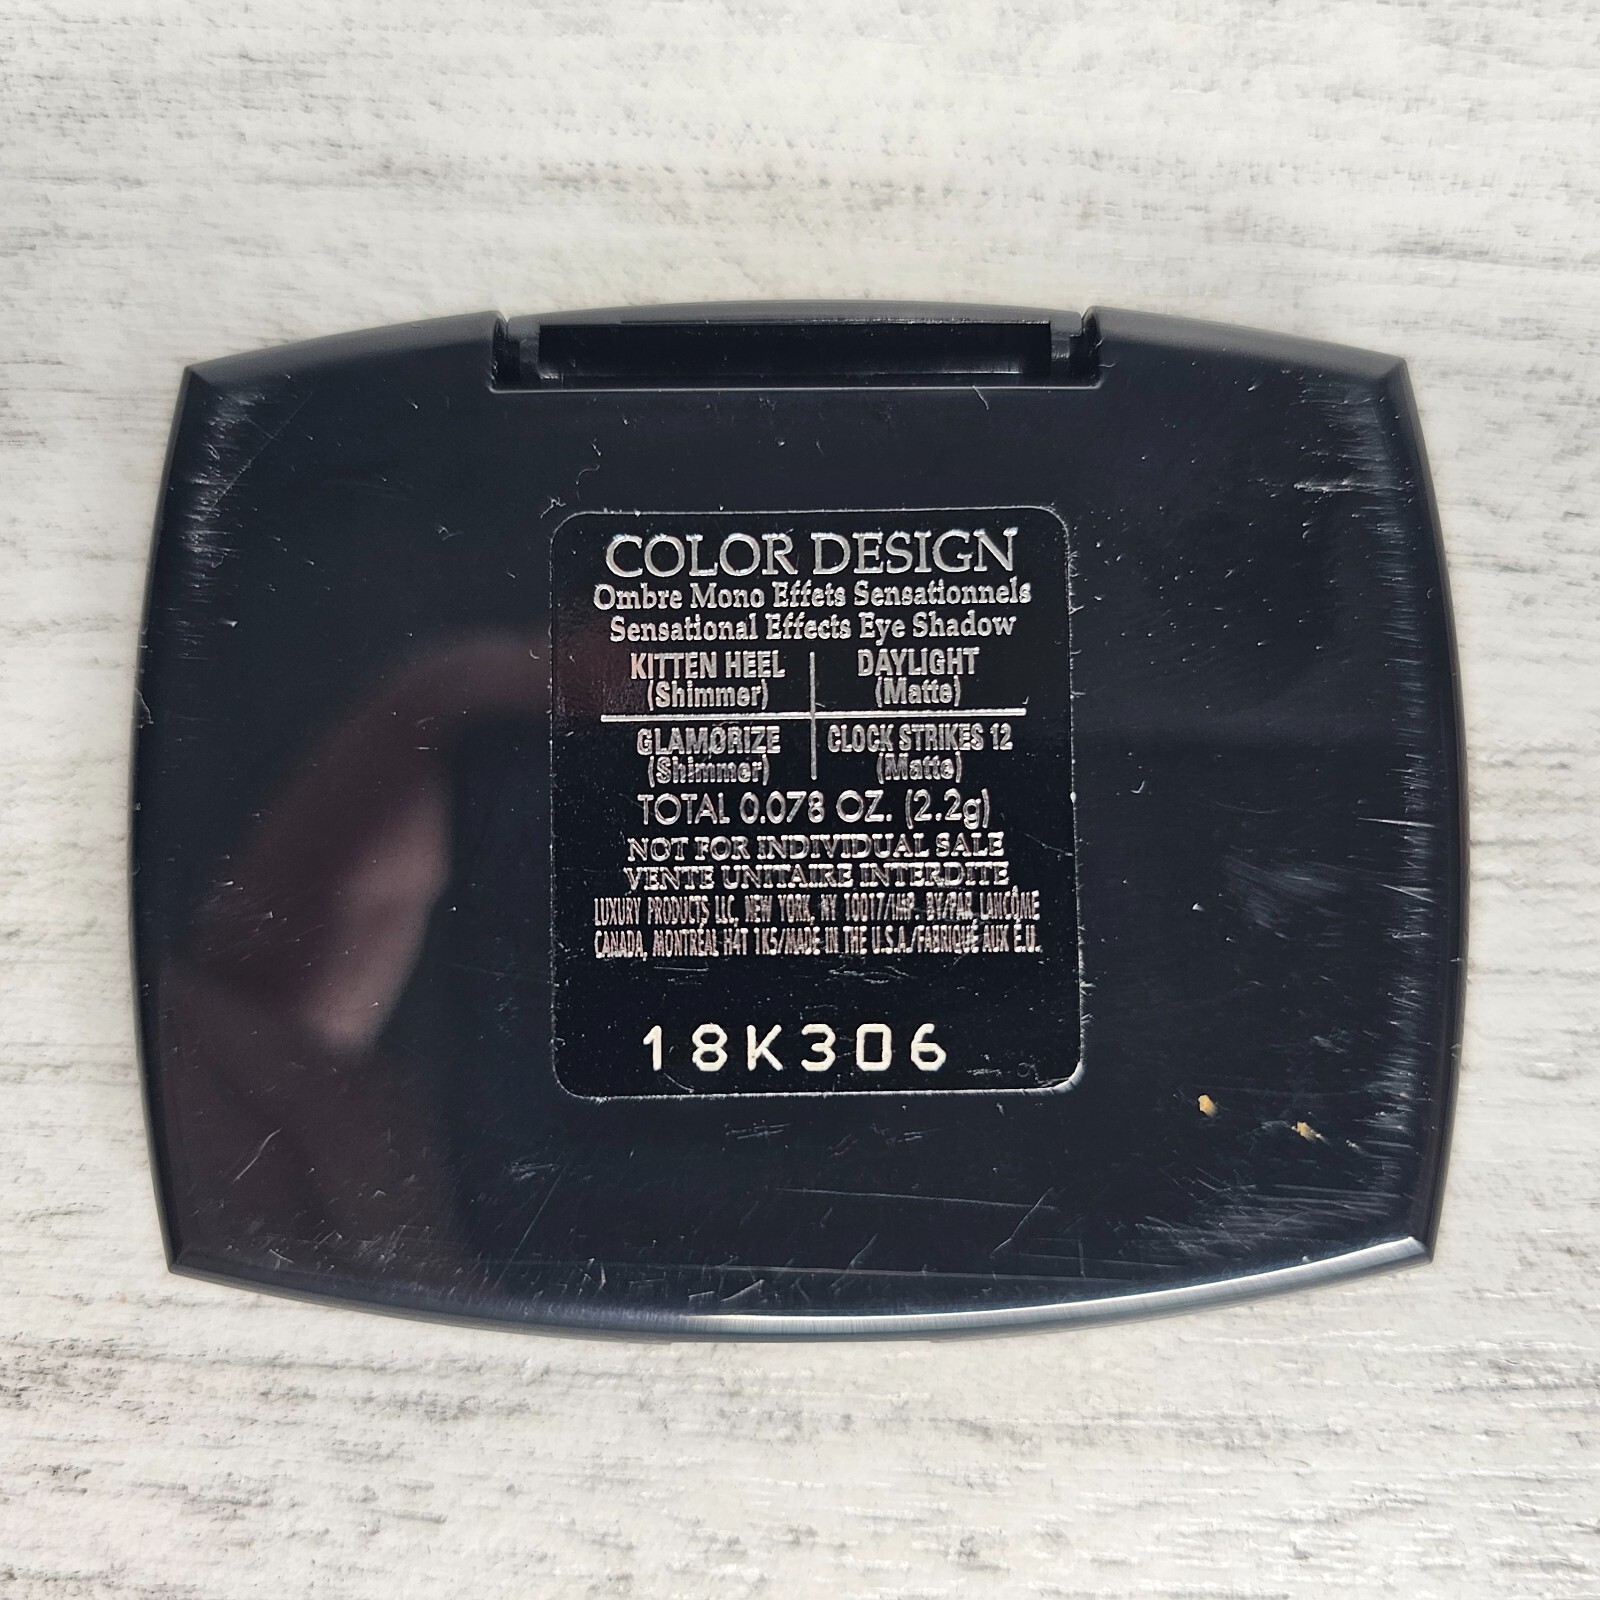 COLOR DESIGN
Ombre Mono Effets Sensationnels
Sensational Effects Eye Shadow
KITTEN HEEL
(Shimmer)
DAYLIGHT
(Matte)
GLAMORIZE
(Shimmer)
CLOCK STRIKES 12
(Matte)
TOTAL 0.078 OZ. (2.2g)
NOT FOR INDIVIDUAL SALE
VENTE UNITAIRE INTERDITE
LUXURY PRODUCTS LLC, NEW YORK, NY 10017/IMP. BY/PAR LANCÔME
CANADA, MONTRÉAL H4T 1K5/MADE IN THE U.S.A./FABRIQUÉ AUX É.U.
18K306